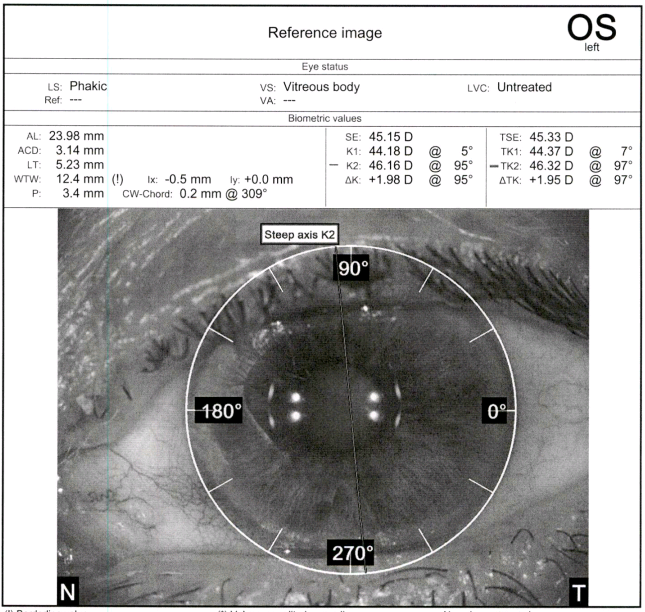 Reference image
OS
left
Eye status
LS: Phakic VS: Vitreous body LVC: Untreated
Ref: --- VA: ---
Biometric values
AL: 23.98 mm SE: 45.15 D TSE: 45.33 D
ACD: 3.14 mm K1: 44.18 D @ 5° TK1: 44.37 D @ 7°
LT: 5.23 mm K2: 46.16 D @ 95° TK2: 46.32 D @ 97°
WTW: 12.4 mm (!) Ix: -0.5 mm Iy: +0.0 mm ΔK: +1.98 D @ 95° ΔTK: +1.95 D @ 97°
P: 3.4 mm CW-Chord: 0.2 mm @ 309°
Steep axis K2
90°
180° 0°
270°
N T